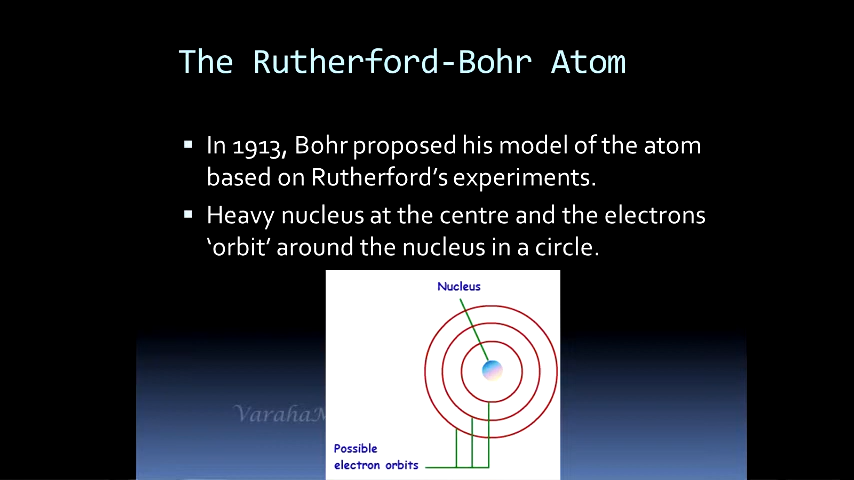 The Rutherford-Bohr Atom
▪ In 1913, Bohr proposed his model of the atom
based on Rutherford’s experiments.
▪ Heavy nucleus at the centre and the electrons
‘orbit’ around the nucleus in a circle.
Nucleus
Possible
electron orbits